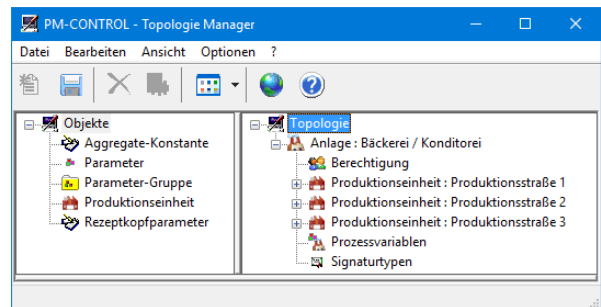 PM-CONTROL - Topologie Manager
Datei Bearbeiten Ansicht Optionen ?
Objekte
Aggregate-Konstante
Parameter
Parameter-Gruppe
Produktionseinheit
Rezeptkopfparameter
Topologie
Anlage : Bäckerei / Konditorei
Berechtigung
Produktionseinheit : Produktionsstraße 1
Produktionseinheit : Produktionsstraße 2
Produktionseinheit : Produktionsstraße 3
Prozessvariablen
Signaturtypen